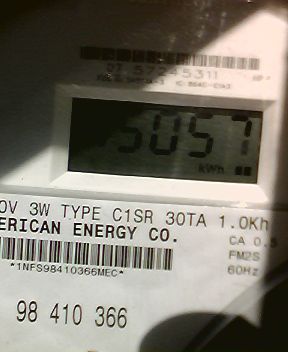 57245311
5057
kWh
0V 3W TYPE C1SR 30TA 1.0Kh
ERICAN ENERGY CO.
CA 0.5
*1NFS98410366MEC*
FM2S
60Hz
98 410 366